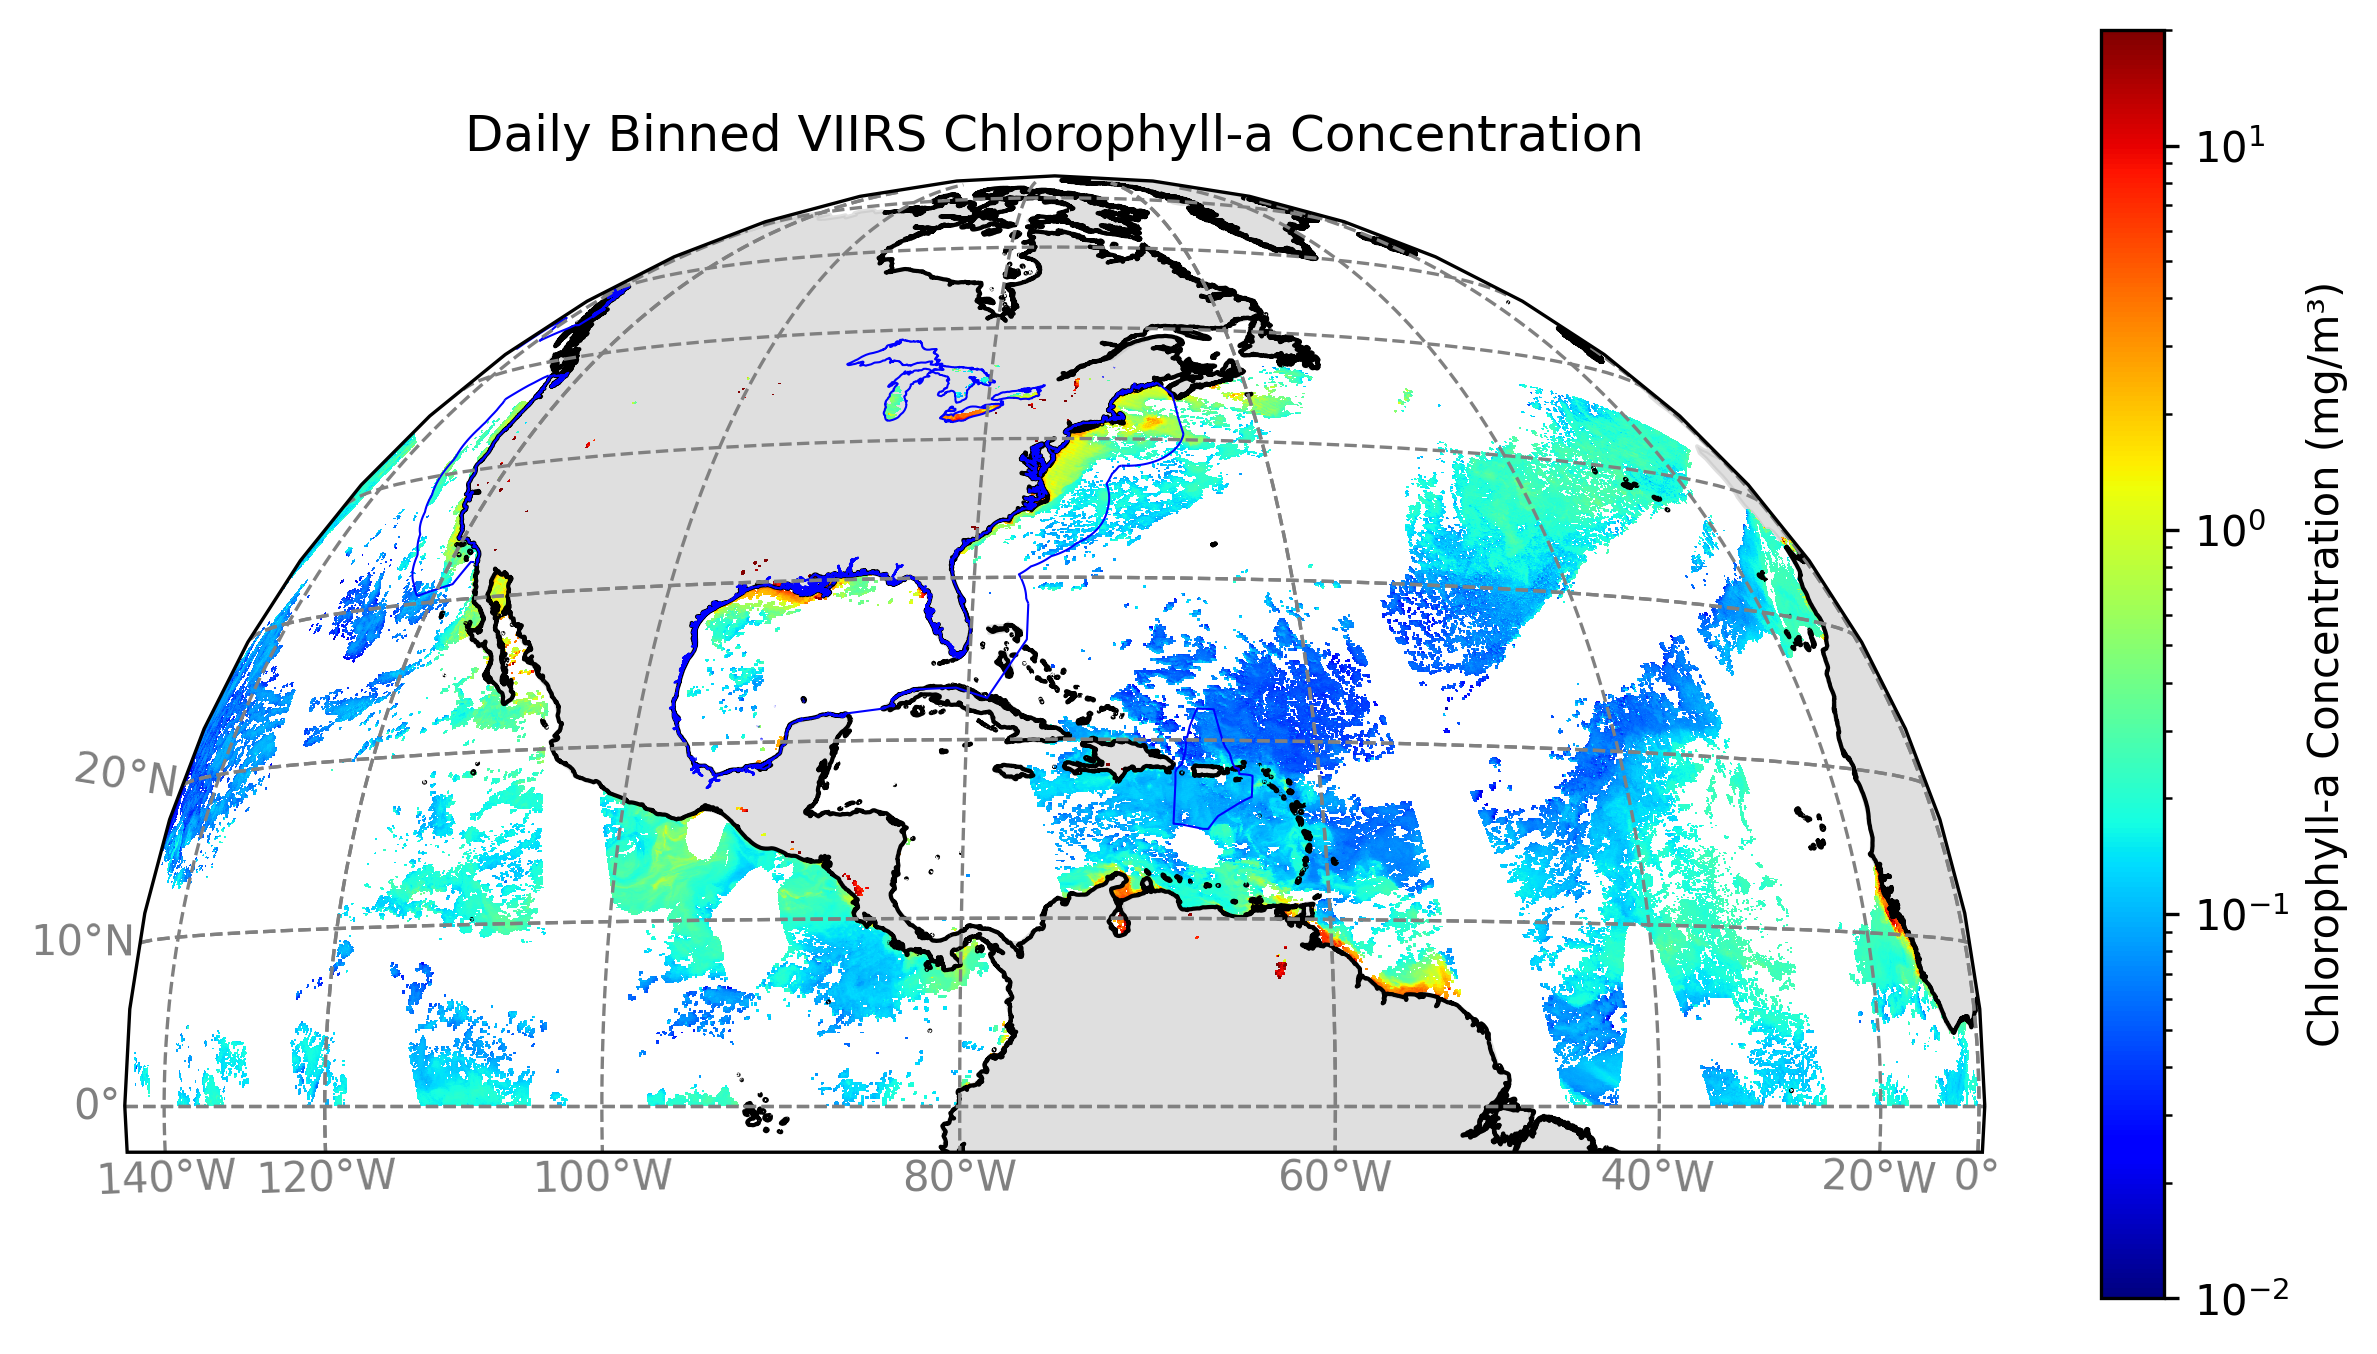 Daily Binned VIIRS Chlorophyll-a Concentration
20°N
10°N
0°
140°W 120°W 100°W 80°W 60°W 40°W 20°W 0°
10¹
10⁰
10⁻¹
10⁻²
Chlorophyll-a Concentration (mg/m³)